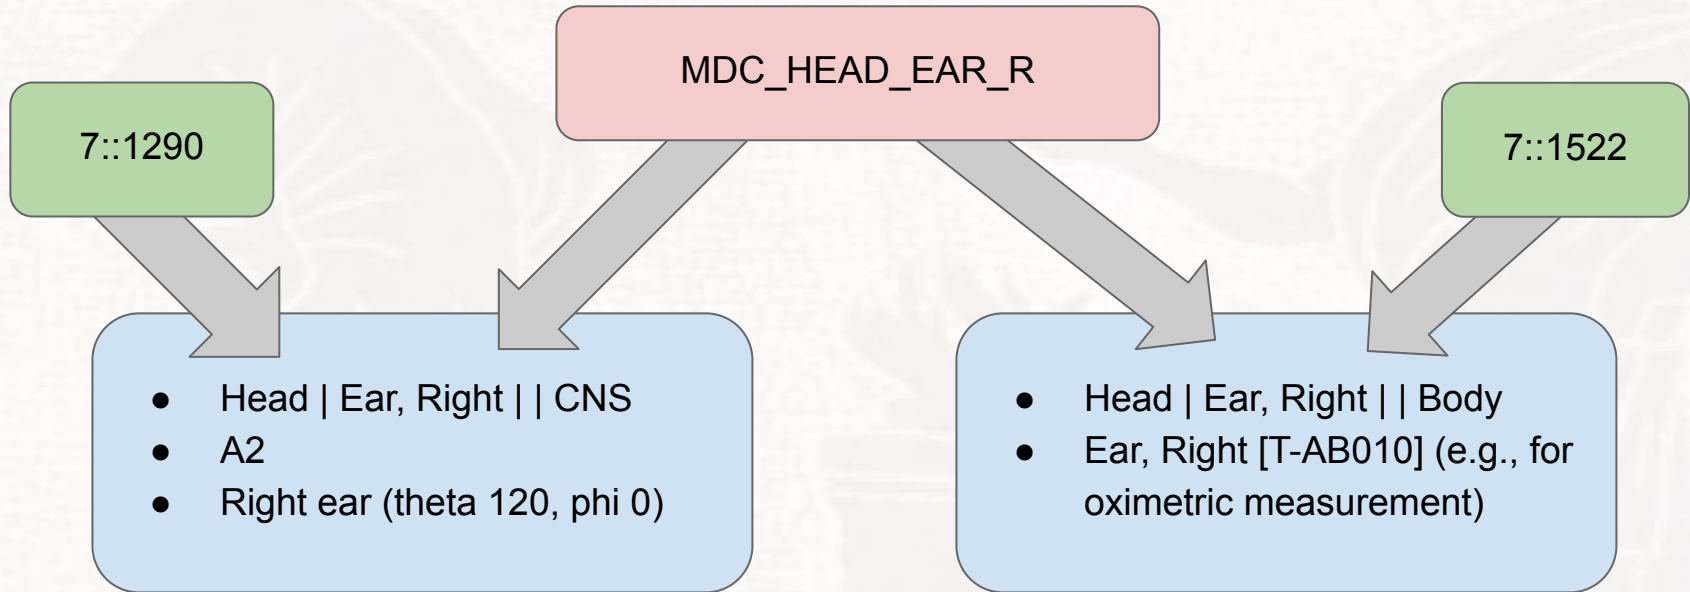 MDC_HEAD_EAR_R
7::1290
7::1522
● Head | Ear, Right | | CNS
● A2
● Right ear (theta 120, phi 0)
● Head | Ear, Right | | Body
● Ear, Right [T-AB010] (e.g., for
oximetric measurement)